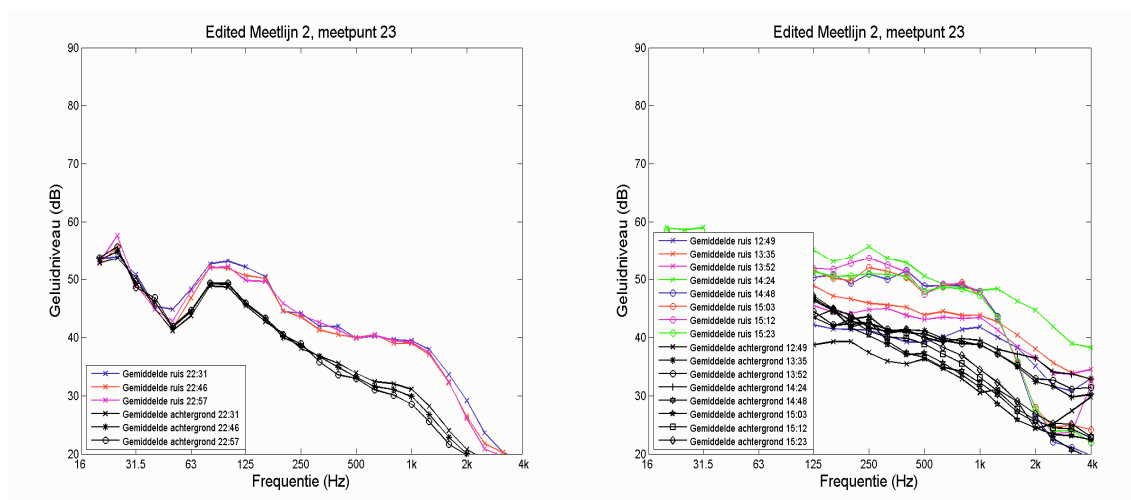 Edited Meetlijn 2, meetpunt 23
90
80
70
60
50
40
30
20
Geluidniveau (dB)
Gemiddelde ruis 22:31
Gemiddelde ruis 22:46
Gemiddelde ruis 22:57
Gemiddelde achtergrond 22:31
Gemiddelde achtergrond 22:46
Gemiddelde achtergrond 22:57
16 31.5 63 125 250 500 1k 2k 4k
Frequentie (Hz)
Edited Meetlijn 2, meetpunt 23
90
80
70
60
50
40
30
20
Geluidniveau (dB)
Gemiddelde ruis 12:49
Gemiddelde ruis 13:35
Gemiddelde ruis 13:52
Gemiddelde ruis 14:24
Gemiddelde ruis 14:48
Gemiddelde ruis 15:03
Gemiddelde ruis 15:12
Gemiddelde ruis 15:23
Gemiddelde achtergrond 12:49
Gemiddelde achtergrond 13:35
Gemiddelde achtergrond 13:52
Gemiddelde achtergrond 14:24
Gemiddelde achtergrond 14:48
Gemiddelde achtergrond 15:03
Gemiddelde achtergrond 15:12
Gemiddelde achtergrond 15:23
16 31.5 63 125 250 500 1k 2k 4k
Frequentie (Hz)